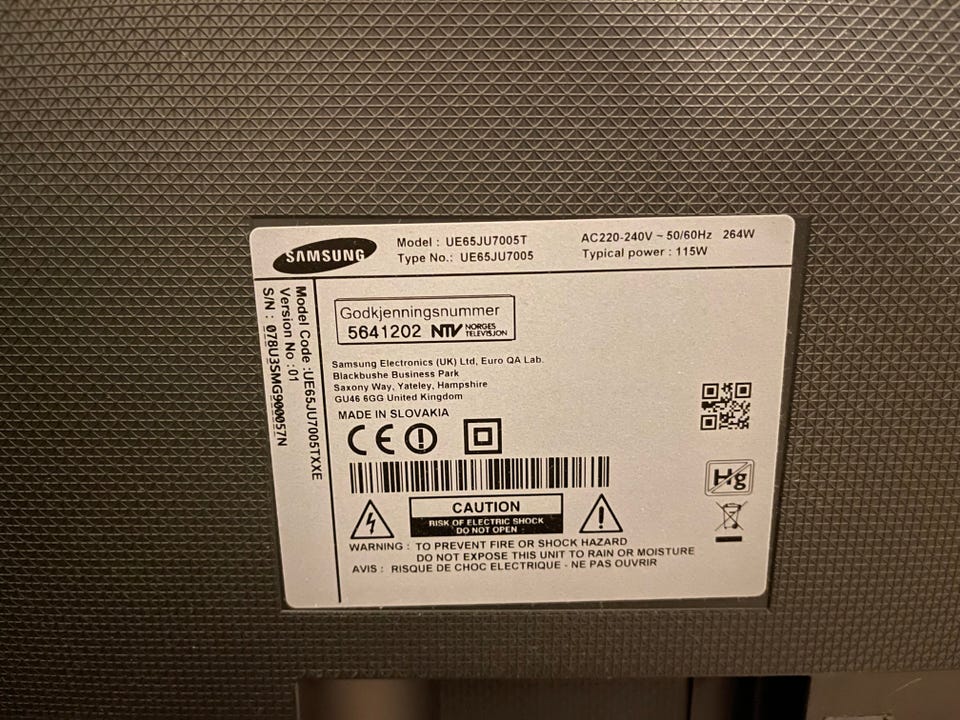 SAMSUNG
Model : UE65JU7005T
Type No.: UE65JU7005
AC220-240V ~ 50/60Hz 264W
Typical power : 115W
Model Code :UE65JU7005TXXE
Version No :01
S/N : 078U3SMG900057N
Godkjenningsnummer
5641202 NTV NORGES TELEVISJON
Samsung Electronics (UK) Ltd, Euro QA Lab.
Blackbushe Business Park
Saxony Way, Yateley, Hampshire
GU46 6GG United Kingdom
MADE IN SLOVAKIA
CE
Hg
CAUTION
RISK OF ELECTRIC SHOCK
DO NOT OPEN
WARNING : TO PREVENT FIRE OR SHOCK HAZARD
DO NOT EXPOSE THIS UNIT TO RAIN OR MOISTURE
AVIS : RISQUE DE CHOC ELECTRIQUE - NE PAS OUVRIR